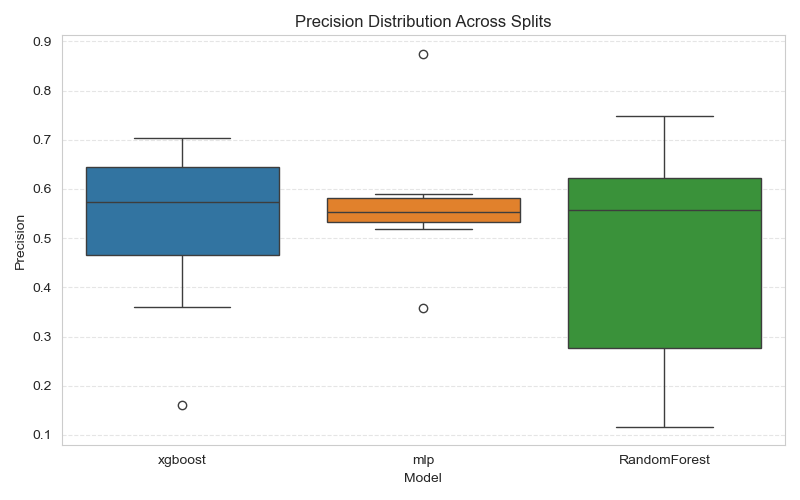 Precision Distribution Across Splits
Precision
0.9
0.8
0.7
0.6
0.5
0.4
0.3
0.2
0.1
xgboost
mlp
RandomForest
Model